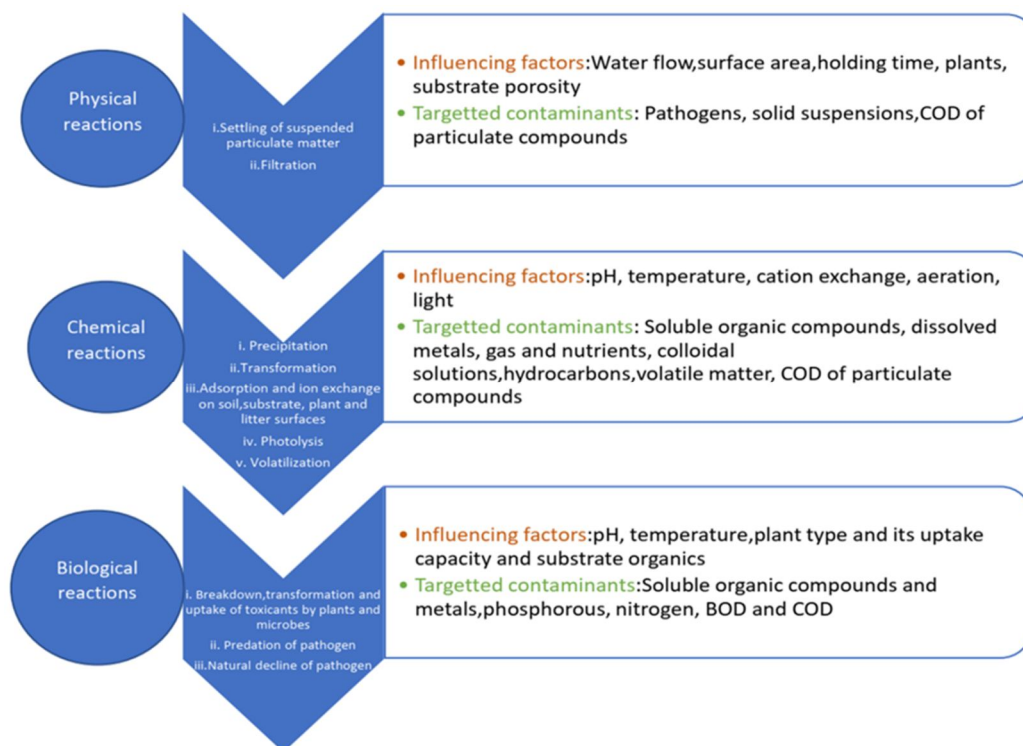 Physical
reactions
i.Settling of suspended
particulate matter
ii.Filtration
• Influencing factors:Water flow,surface area,holding time, plants,
substrate porosity
• Targetted contaminants: Pathogens, solid suspensions,COD of
particulate compounds
Chemical
reactions
i. Precipitation
ii.Transformation
iii.Adsorption and ion exchange
on soil,substrate, plant and
litter surfaces
iv. Photolysis
v. Volatilization
• Influencing factors:pH, temperature, cation exchange, aeration,
light
• Targetted contaminants: Soluble organic compounds, dissolved
metals, gas and nutrients, colloidal
solutions,hydrocarbons,volatile matter, COD of particulate
compounds
Biological
reactions
i. Breakdown,transformation and
uptake of toxicants by plants and
microbes
ii. Predation of pathogen
iii.Natural decline of pathogen
• Influencing factors:pH, temperature,plant type and its uptake
capacity and substrate organics
• Targetted contaminants:Soluble organic compounds and
metals,phosphorous, nitrogen, BOD and COD